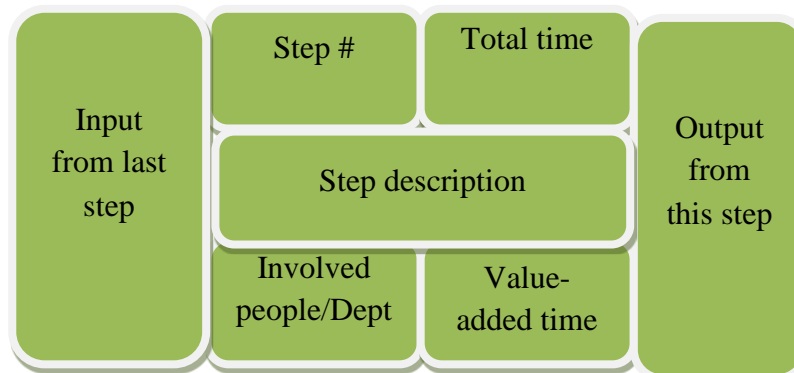 Input
from last
step
Step #
Total time
Step description
Involved
people/Dept
Value-
added time
Output
from
this step